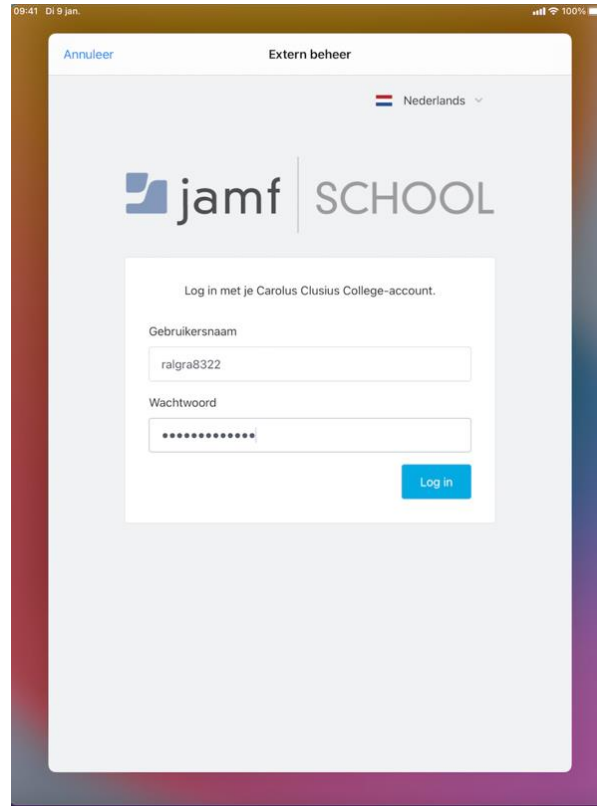 09:41 Di 9 jan. 100%
Annuleer Extern beheer
Nederlands
jamf SCHOOL
Log in met je Carolus Clusius College-account.
Gebruikersnaam
ralgra8322
Wachtwoord
•••••••••••••
Log in